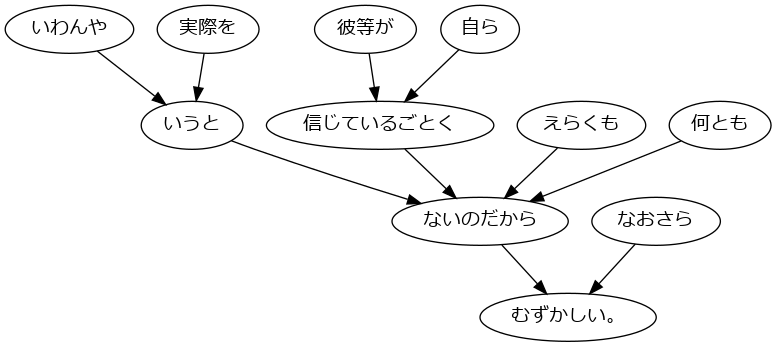 いわんや 実際を 彼等が 自ら
いうと 信じているごとく えらくも 何とも
ないのだから なおさら
むずかしい。